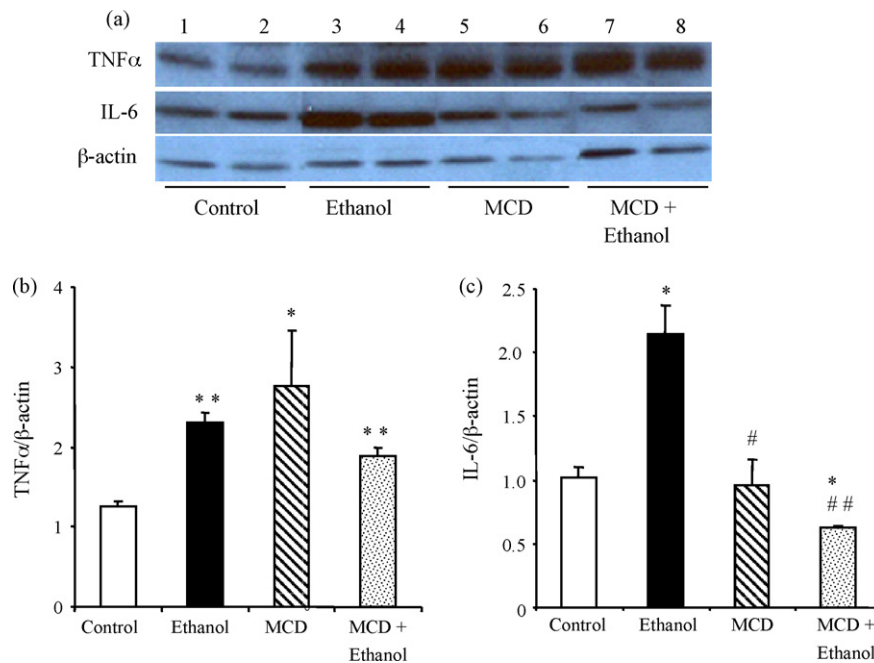 (a)
1 2 3 4 5 6 7 8
TNFα
IL-6
β-actin
Control Ethanol MCD MCD +
Ethanol
(b)
4
3
2
1
0
TNFα/β-actin
*
* *
* *
Control Ethanol MCD MCD +
Ethanol
(c)
2.5
2.0
1.5
1.0
0.5
0
IL-6/β-actin
*
#
*
# #
Control Ethanol MCD MCD +
Ethanol